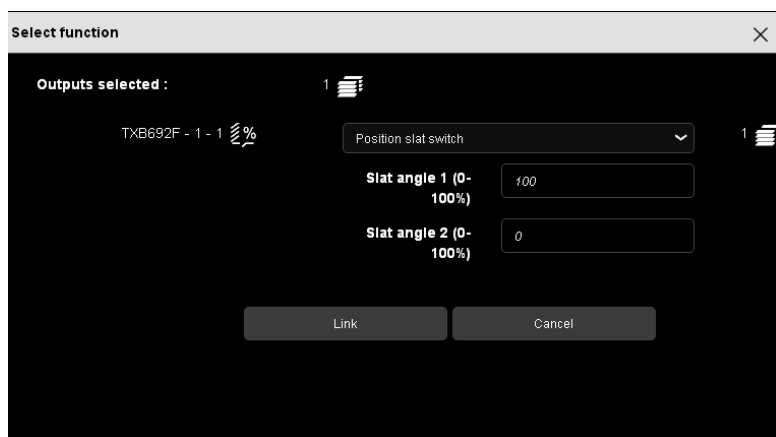 Select function
Outputs selected :
1
TXB692F - 1 - 1 %
Position slat switch
1
Slat angle 1 (0-
100%)
100
Slat angle 2 (0-
100%)
0
Link
Cancel